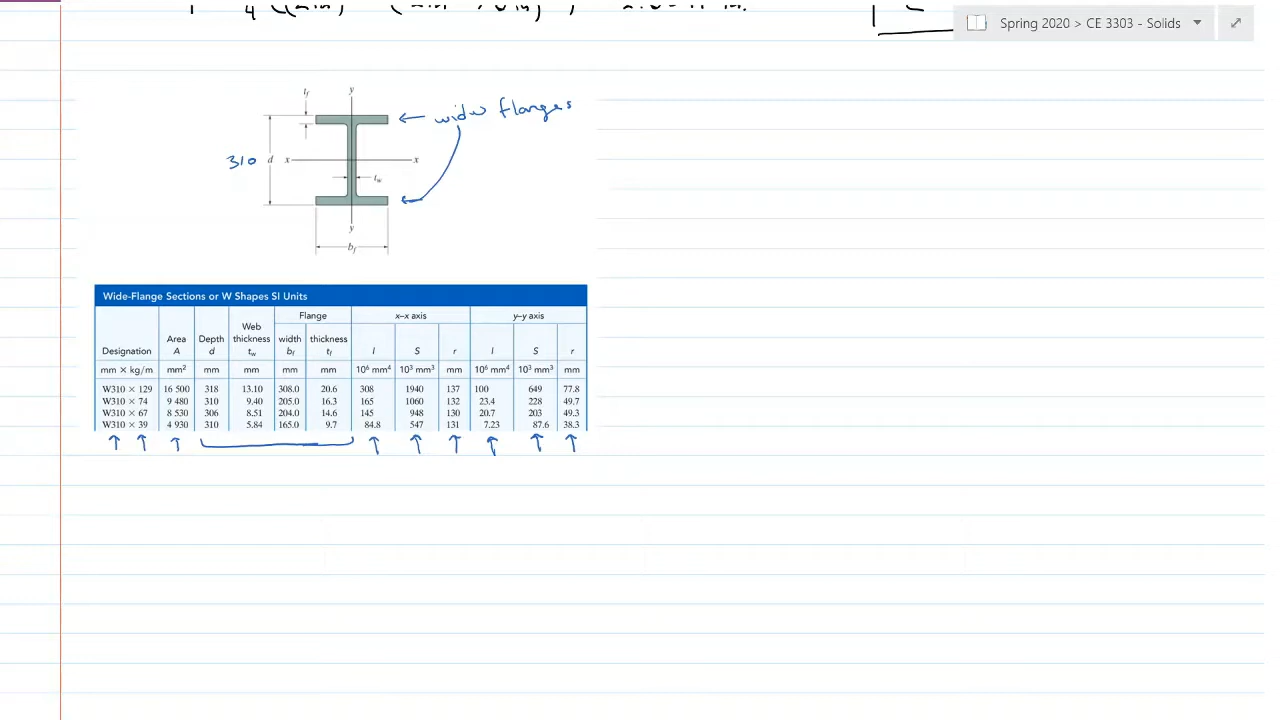 Spring 2020 > CE 3303 - Solids
t_f
y
wide flanges
310 d x x
t_w
y
b_f
Wide-Flange Sections or W Shapes SI Units
Flange x–x axis y–y axis
Designation Area A Depth d Web thickness t_w width b_f thickness t_f I S r I S r
mm × kg/m mm² mm mm mm mm 10⁶ mm⁴ 10³ mm³ mm 10⁶ mm⁴ 10³ mm³ mm
W310 × 129 16 500 318 13.10 308.0 20.6 308 1940 137 100 649 77.8
W310 × 74 9 480 310 9.40 205.0 16.3 165 1060 132 23.4 228 49.7
W310 × 67 8 530 306 8.51 204.0 14.6 145 948 130 20.7 203 49.3
W310 × 39 4 930 310 5.84 165.0 9.7 84.8 547 131 7.23 87.6 38.3